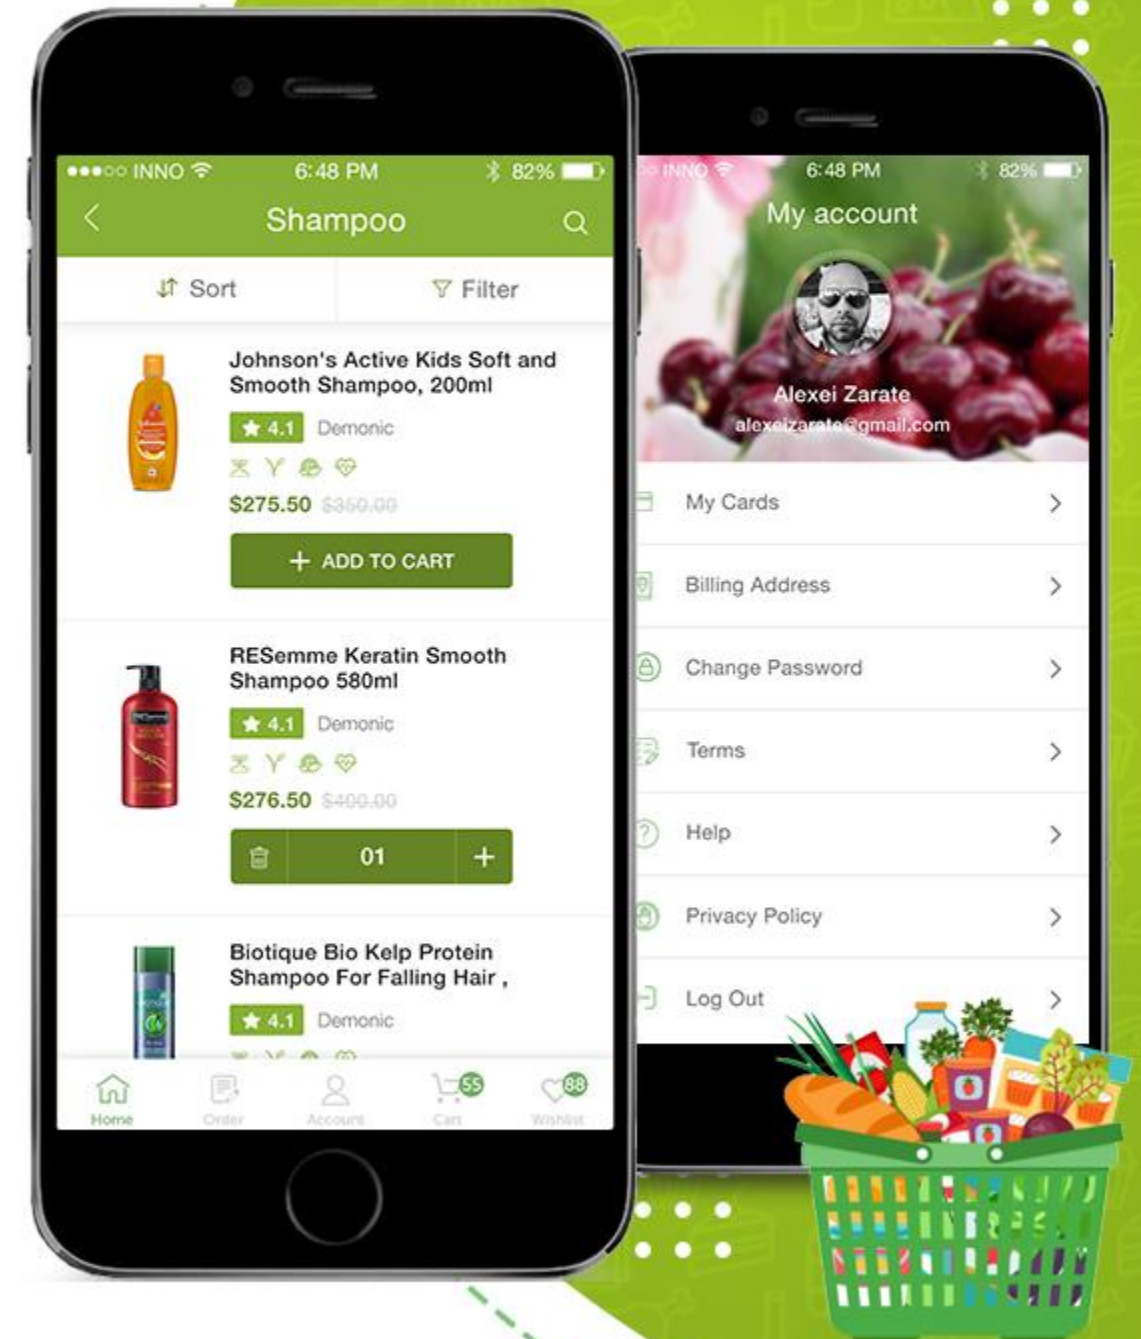 INNO
6:48 PM
82%
Shampoo
Sort
Filter
Johnson's Active Kids Soft and
Smooth Shampoo, 200ml
4.1 Demonic
$275.50 $350.00
+ ADD TO CART
RESemme Keratin Smooth
Shampoo 580ml
4.1 Demonic
$276.50 $400.00
01 +
Biotique Bio Kelp Protein
Shampoo For Falling Hair ,
4.1 Demonic
55
88
Home
Order
Account
Cart
Wishlist
INNO
6:48 PM
82%
My account
Alexei Zarate
alexeizarate@gmail.com
My Cards
Billing Address
Change Password
Terms
Help
Privacy Policy
Log Out